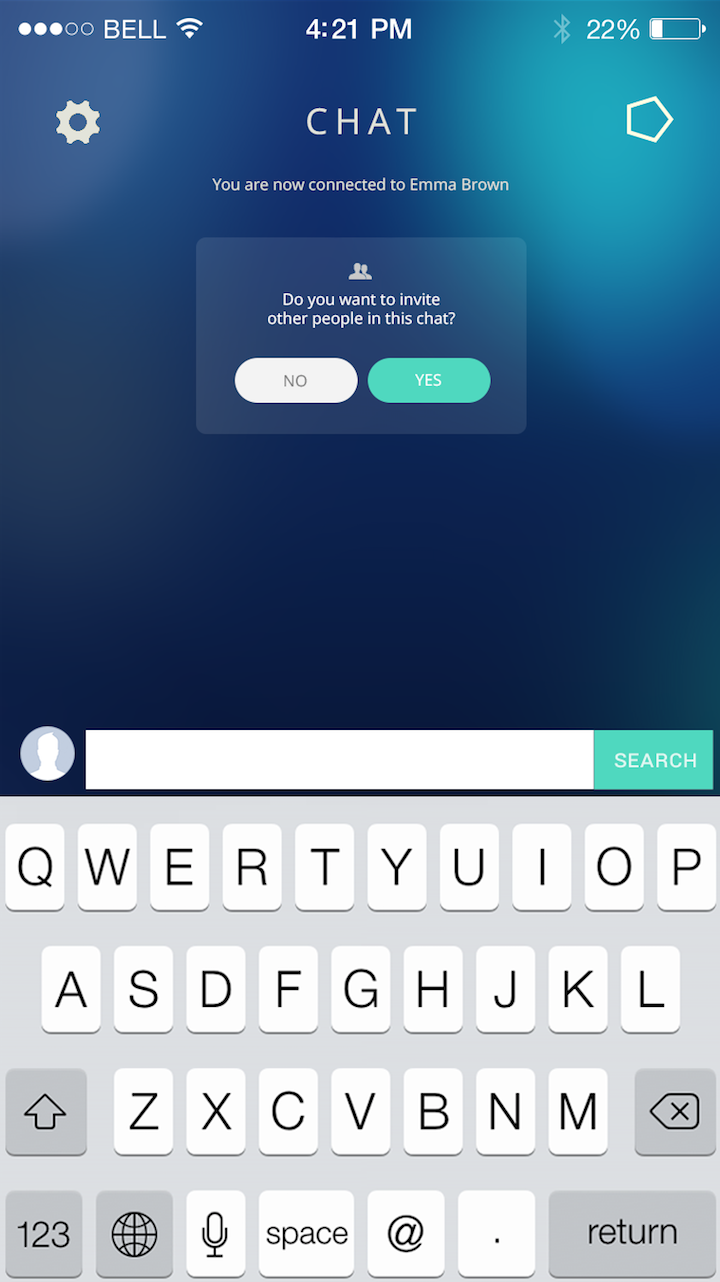 BELL 4:21 PM 22%
CHAT
You are now connected to Emma Brown
Do you want to invite
other people in this chat?
NO YES
SEARCH
Q W E R T Y U I O P
A S D F G H J K L
Z X C V B N M
123 space @ . return